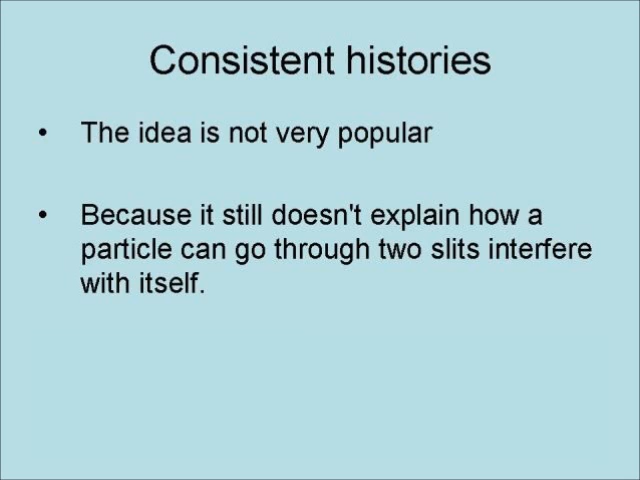 Consistent histories
• The idea is not very popular
• Because it still doesn't explain how a
particle can go through two slits interfere
with itself.